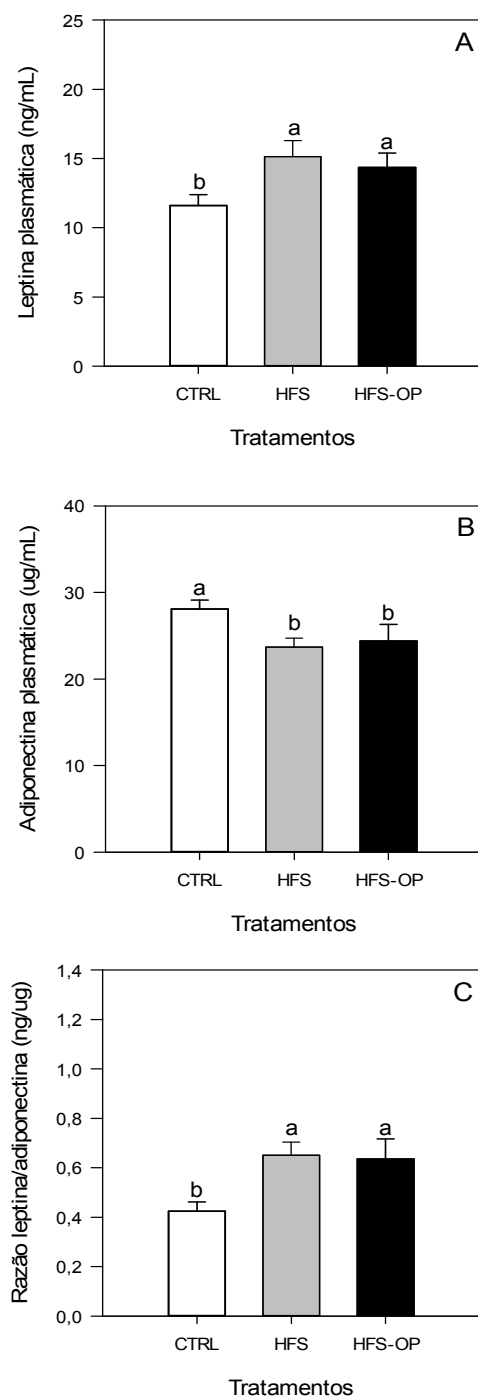 A
25
20
15
10
5
0
Leptina plasmática (ng/mL)
b
a
a
CTRL HFS HFS-OP
Tratamentos
B
40
30
20
10
0
Adiponectina plasmática (ug/mL)
a
b
b
CTRL HFS HFS-OP
Tratamentos
C
1,4
1,2
1,0
0,8
0,6
0,4
0,2
0,0
Razão leptina/adiponectina (ng/ug)
b
a
a
CTRL HFS HFS-OP
Tratamentos